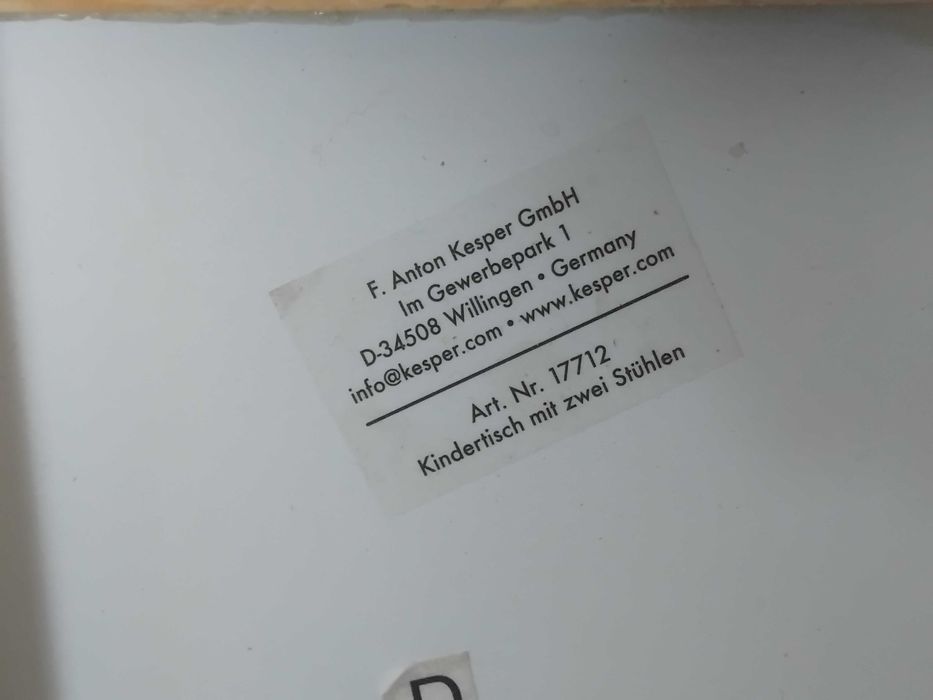 F. Anton Kesper GmbH
Im Gewerbepark 1
D-34508 Willingen • Germany
info@kesper.com • www.kesper.com
Art. Nr. 17712
Kindertisch mit zwei Stühlen
D